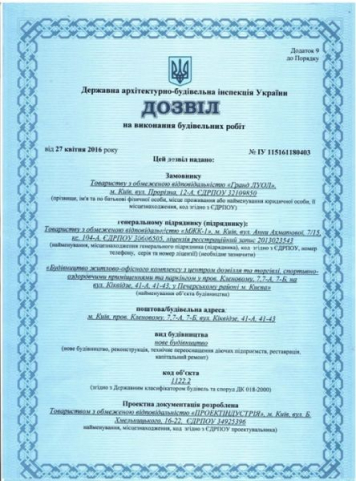 Додаток 9
до Порядку
Державна архітектурно-будівельна інспекція України
ДОЗВІЛ
на виконання будівельних робіт
від 27 квітня 2016 року
№ ІУ 115161180403
Цей дозвіл надано:
Замовнику
Товариству з обмеженою відповідальністю «Гранд ЛУОЛ»,
м. Київ, вул. Прорізна, 12-А, ЄДРПОУ 32109850
(прізвище, ім'я та по батькові фізичної особи, місце проживання або найменування юридичної особи, її
місцезнаходження, код згідно з ЄДРПОУ)
генеральному підряднику (підряднику):
Товариству з обмеженою відповідальністю «МЖК-1», м. Київ, вул. Анни Ахматової, 7/15,
кв. 104-А, ЄДРПОУ 20606505, ліцензія реєстраційний запис 2013023543
(найменування, місцезнаходження генерального підрядника (підрядника), код згідно з ЄДРПОУ, номер
телефону, серія та номер ліцензії) (необхідне зазначити)
«Будівництво житлово-офісного комплексу з центром дозвілля та торгівлі, спортивно-
оздоровчими приміщеннями та паркінгом з пров. Кленовому, 7,7-А, 7-Б, на
вул. Кіквідзе, 41-А, 41-43, у Печерському районі м. Києва»
(найменування об'єкта будівництва)
поштова/будівельна адреса:
м. Київ, пров. Кленовому, 7,7-А, 7-Б, вул. Кіквідзе, 41-А, 41-43
вид будівництва
нове будівництво
(нове будівництво, реконструкція, технічне переоснащення діючих підприємств, реставрація,
капітальний ремонт)
код об'єкта
1122.2
(згідно з Державним класифікатором будівель та споруд ДК 018-2000)
Проектна документація розроблена
Товариством з обмеженою відповідальністю «ПРОЕКТІНДУСТРІЯ», м. Київ, вул. Б.
Хмельницького, 16-22, ЄДРПОУ 34925396
найменування, місцезнаходження, код згідно з ЄДРПОУ проектувальника)